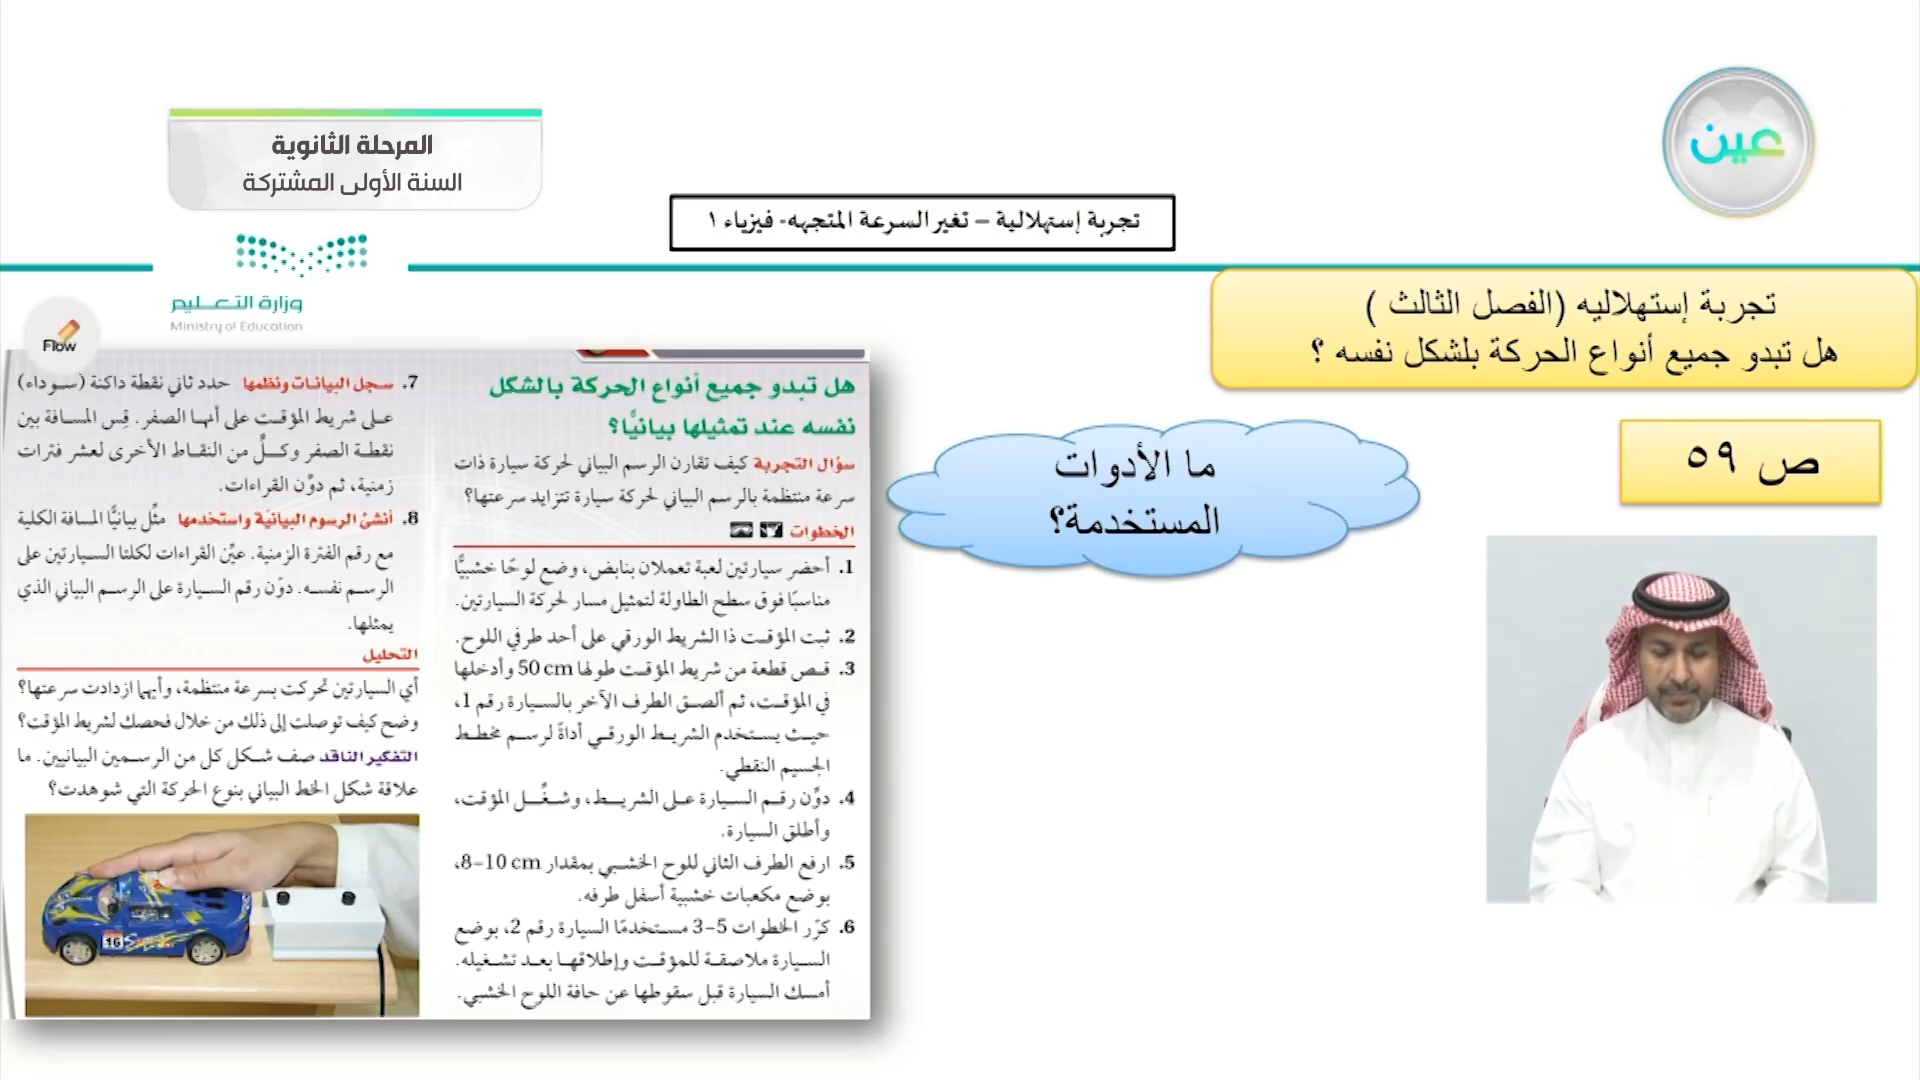 المرحلة الثانوية
السنة الأولى المشتركة
عين
تجربة إستهلالية – تغير السرعة المتجهه- فيزياء ١
وزارة التعـــليم
Ministry of Education
Flow
تجربة إستهلاليه (الفصل الثالث )
هل تبدو جميع أنواع الحركة بلشكل نفسه ؟
ص ٥٩
ما الأدوات
المستخدمة؟
هل تبدو جميع أنواع الحركة بالشكل
نفسه عند تمثيلها بيانيًّا؟
سؤال التجربة كيف تقارن الرسم البياني لحركة سيارة ذات
سرعة منتظمة بالرسم البياني لحركة سيارة تتزايد سرعتها؟
الخطوات
1. أحضر سيارتين لعبة تعملان بنابض، وضع لوحًا خشبيًّا
مناسبًا فوق سطح الطاولة لتمثيل مسار لحركة السيارتين.
2. ثبت المؤقت ذا الشريط الورقي على أحد طرفي اللوح.
3. قص قطعة من شريط المؤقت طولها 50 cm وأدخلها
في المؤقت، ثم ألصق الطرف الآخر بالسيارة رقم 1،
حيث يستخدم الشريط الورقي أداةً لرسم مخطط
الجسيم النقطي.
4. دوِّن رقم السيارة على الشريط، وشغِّل المؤقت،
وأطلق السيارة.
5. ارفع الطرف الثاني للوح الخشبي بمقدار 8–10 cm،
بوضع مكعبات خشبية أسفل طرفه.
6. كرّر الخطوات 5–3 مستخدمًا السيارة رقم 2، بوضع
السيارة ملاصقة للمؤقت وإطلاقها بعد تشغيله.
أمسك السيارة قبل سقوطها عن حافة اللوح الخشبي.
7. سجل البيانات ونظمها حدد ثاني نقطة داكنة (سوداء)
على شريط المؤقت على أنها الصفر. قِس المسافة بين
نقطة الصفر وكلٍّ من النقاط الأخرى لعشر فترات
زمنية، ثم دوِّن القراءات.
8. أنشئ الرسوم البيانية واستخدمها مثِّل بيانيًّا المسافة الكلية
مع رقم الفترة الزمنية. عيِّن القراءات لكلتا السيارتين على
الرسم نفسه. دوّن رقم السيارة على الرسم البياني الذي
يمثلها.
التحليل
أي السيارتين تحركت بسرعة منتظمة، وأيهما ازدادت سرعتها؟
وضح كيف توصلت إلى ذلك من خلال فحصك لشريط المؤقت؟
التفكير الناقد صف شكل كل من الرسمين البيانيين. ما
علاقة شكل الخط البياني بنوع الحركة التي شوهدت؟
16